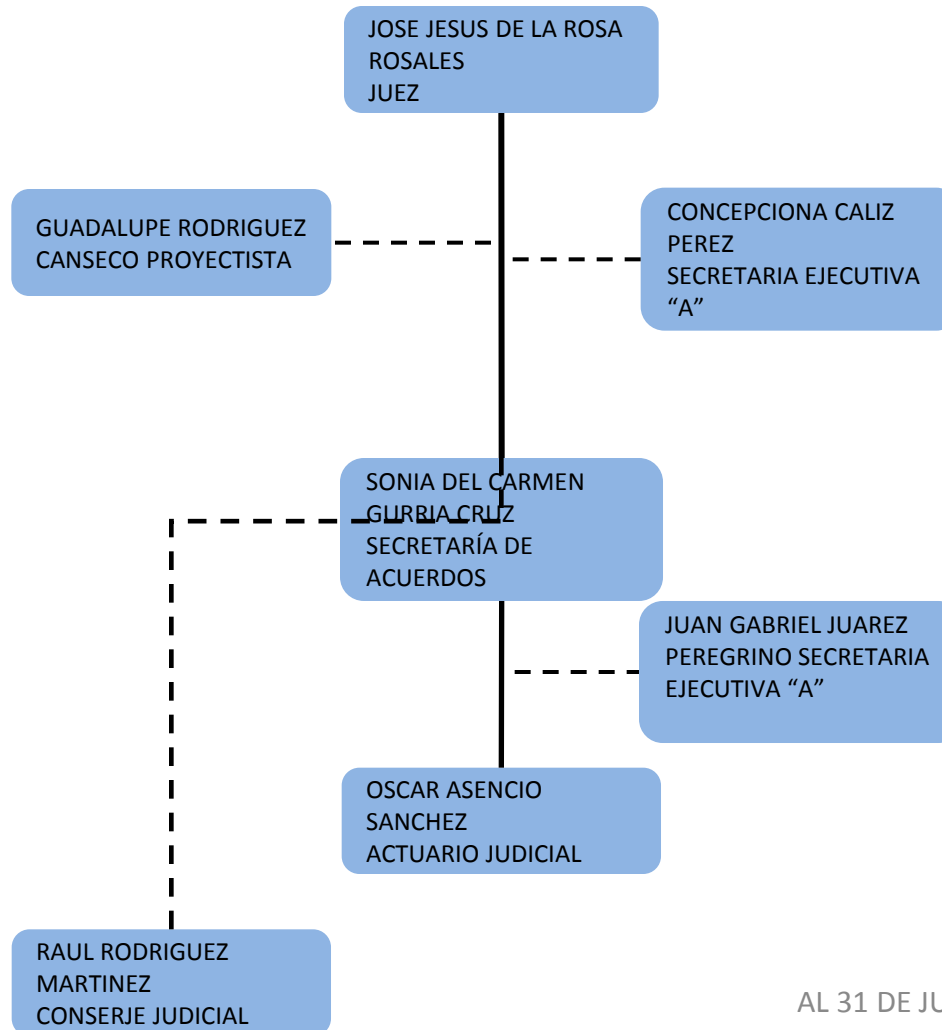 JOSE JESUS DE LA ROSA
ROSALES
JUEZ
GUADALUPE RODRIGUEZ
CANSECO PROYECTISTA
CONCEPCIONA CALIZ
PEREZ
SECRETARIA EJECUTIVA
“A”
SONIA DEL CARMEN
GURRIA CRUZ
SECRETARÍA DE
ACUERDOS
JUAN GABRIEL JUAREZ
PEREGRINO SECRETARIA
EJECUTIVA “A”
OSCAR ASENCIO
SANCHEZ
ACTUARIO JUDICIAL
RAUL RODRIGUEZ
MARTINEZ
CONSERJE JUDICIAL
AL 31 DE JU